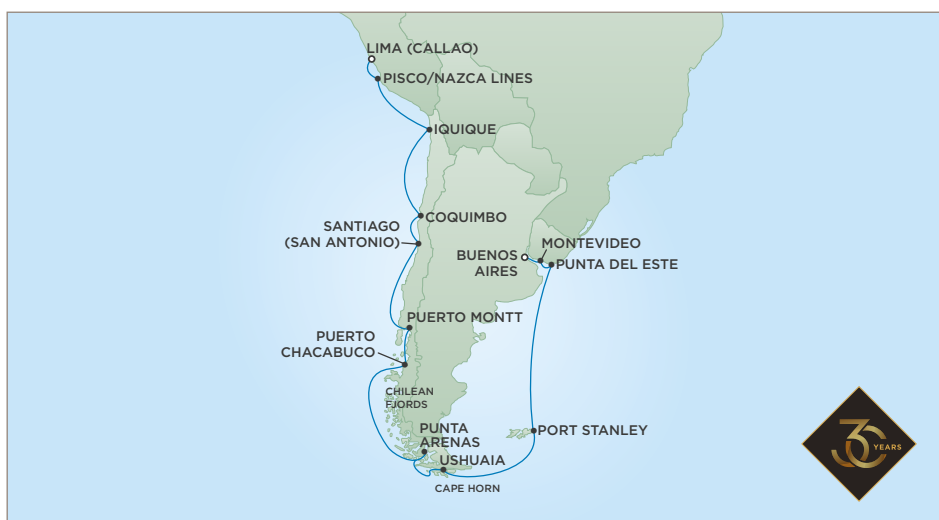 LIMA (CALLAO)
PISCO/NAZCA LINES
IQUIQUE
COQUIMBO
SANTIAGO
(SAN ANTONIO)
MONTEVIDEO
BUENOS
AIRES
PUNTA DEL ESTE
PUERTO MONTT
PUERTO
CHACABUCO
CHILEAN
FJORDS
PUNTA
ARENAS
PORT STANLEY
USHUAIA
CAPE HORN
30
YEARS